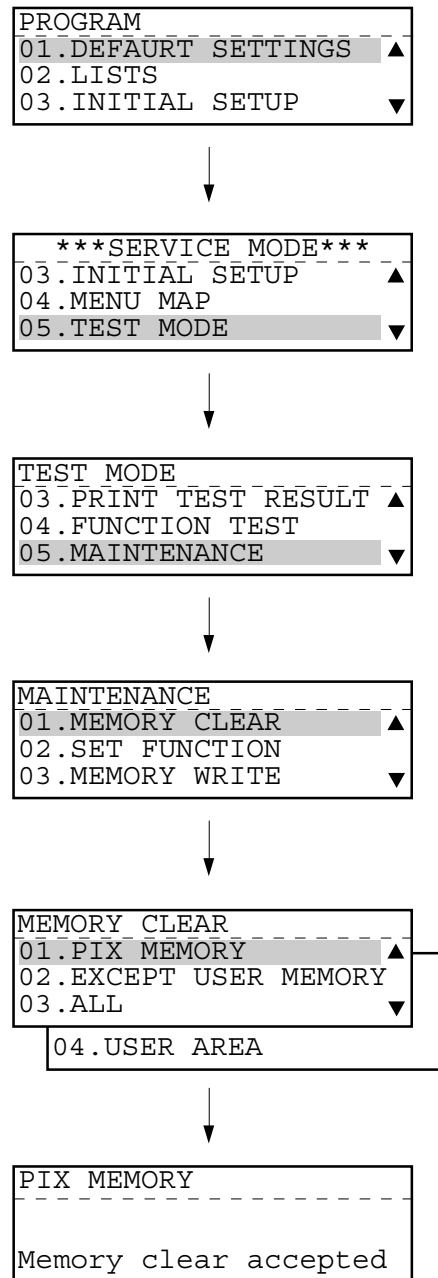 PROGRAM
01.DEFAURT SETTINGS ▲
02.LISTS
03.INITIAL SETUP ▼
***SERVICE MODE***
03.INITIAL SETUP ▲
04.MENU MAP
05.TEST MODE ▼
TEST MODE
03.PRINT TEST RESULT ▲
04.FUNCTION TEST
05.MAINTENANCE ▼
MAINTENANCE
01.MEMORY CLEAR ▲
02.SET FUNCTION
03.MEMORY WRITE ▼
MEMORY CLEAR
01.PIX MEMORY ▲
02.EXCEPT USER MEMORY
03.ALL ▼
04.USER AREA
PIX MEMORY
Memory clear accepted